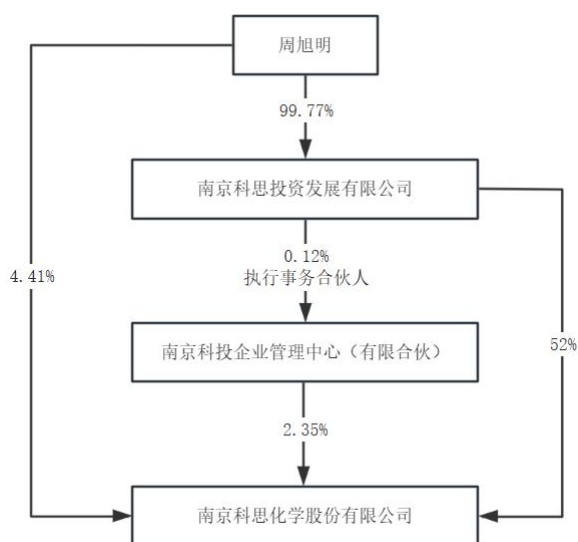 周旭明
99.77%
南京科思投资发展有限公司
0.12%
执行事务合伙人
4.41%
南京科投企业管理中心（有限合伙）
52%
2.35%
南京科思化学股份有限公司